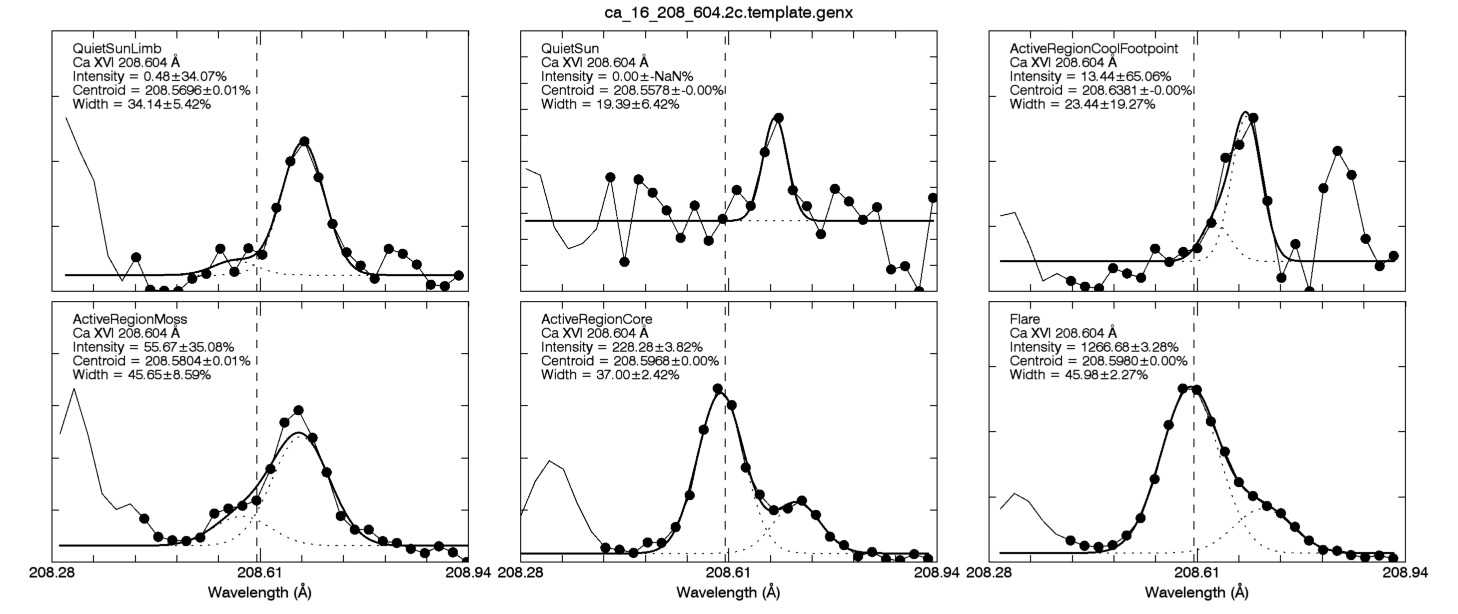 ca_16_208_604.2c.template.genx
QuietSunLimb
Ca XVI 208.604 Å
Intensity = 0.48±34.07%
Centroid = 208.5696±0.01%
Width = 34.14±5.42%
QuietSun
Ca XVI 208.604 Å
Intensity = 0.00±-NaN%
Centroid = 208.5578±-0.00%
Width = 19.39±6.42%
ActiveRegionCoolFootpoint
Ca XVI 208.604 Å
Intensity = 13.44±65.06%
Centroid = 208.6381±-0.00%
Width = 23.44±19.27%
ActiveRegionMoss
Ca XVI 208.604 Å
Intensity = 55.67±35.08%
Centroid = 208.5804±0.01%
Width = 45.65±8.59%
ActiveRegionCore
Ca XVI 208.604 Å
Intensity = 228.28±3.82%
Centroid = 208.5968±0.00%
Width = 37.00±2.42%
Flare
Ca XVI 208.604 Å
Intensity = 1266.68±3.28%
Centroid = 208.5980±0.00%
Width = 45.98±2.27%
208.28 208.61 208.94 208.28 208.61 208.94 208.28 208.61 208.94
Wavelength (Å) Wavelength (Å) Wavelength (Å)